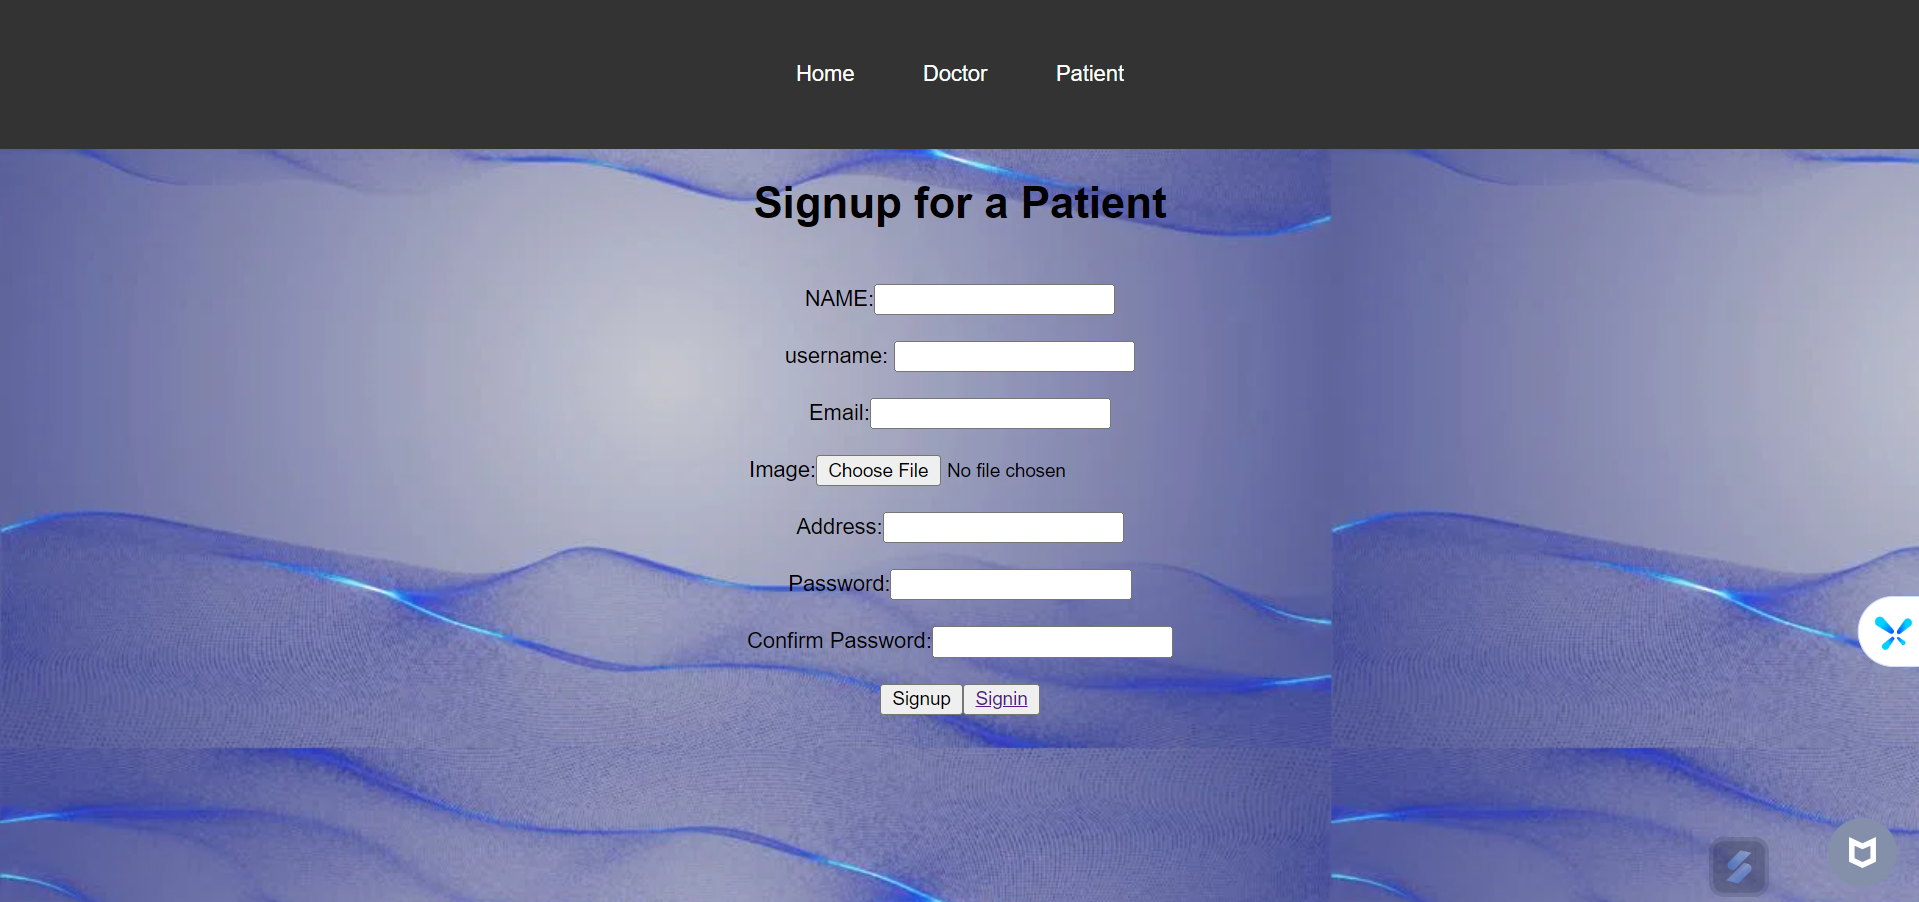 Home Doctor Patient
Signup for a Patient
NAME:
username:
Email:
Image: Choose File No file chosen
Address:
Password:
Confirm Password:
Signup Signin